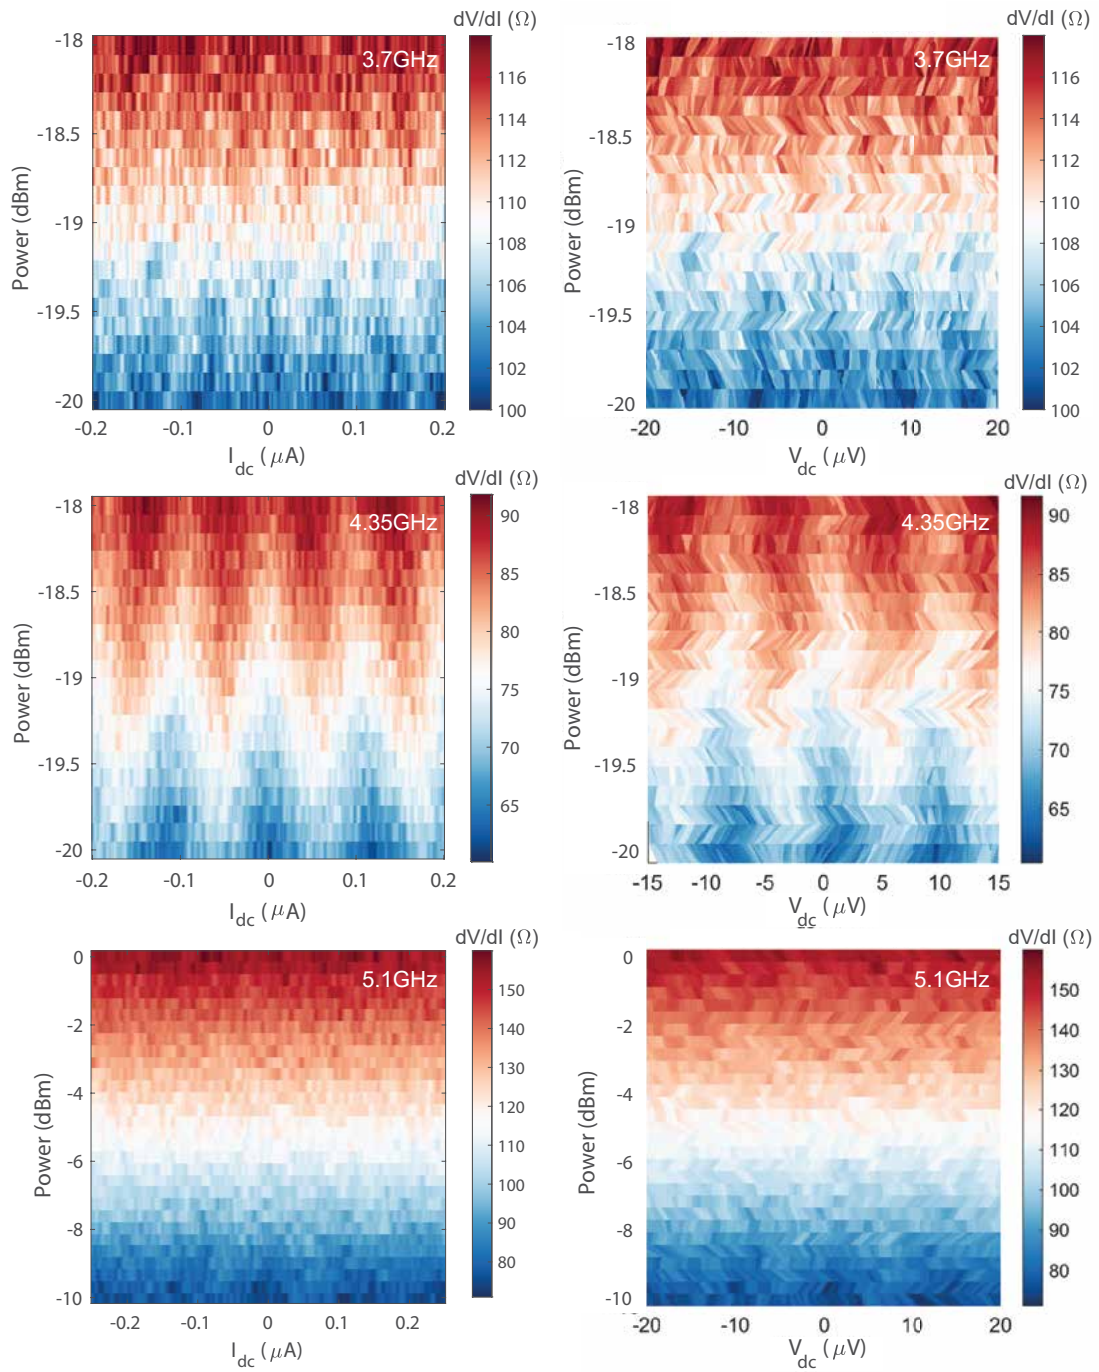 dV/dI (Ω)
3.7GHz
-18
-18.5
-19
-19.5
-20
Power (dBm)
-0.2 -0.1 0 0.1 0.2
I_dc (μA)
116
114
112
110
108
106
104
102
100
dV/dI (Ω)
3.7GHz
-18
-18.5
-19
-19.5
-20
Power (dBm)
-20 -10 0 10 20
V_dc (μV)
116
114
112
110
108
106
104
102
100
dV/dI (Ω)
4.35GHz
-18
-18.5
-19
-19.5
-20
Power (dBm)
-0.2 -0.1 0 0.1 0.2
I_dc (μA)
90
85
80
75
70
65
dV/dI (Ω)
4.35GHz
-18
-18.5
-19
-19.5
-20
Power (dBm)
-15 -10 -5 0 5 10 15
V_dc (μV)
90
85
80
75
70
65
dV/dI (Ω)
5.1GHz
0
-2
-4
-6
-8
-10
Power (dBm)
-0.2 -0.1 0 0.1 0.2
I_dc (μA)
150
140
130
120
110
100
90
80
dV/dI (Ω)
5.1GHz
0
-2
-4
-6
-8
-10
Power (dBm)
-20 -10 0 10 20
V_dc (μV)
150
140
130
120
110
100
90
80